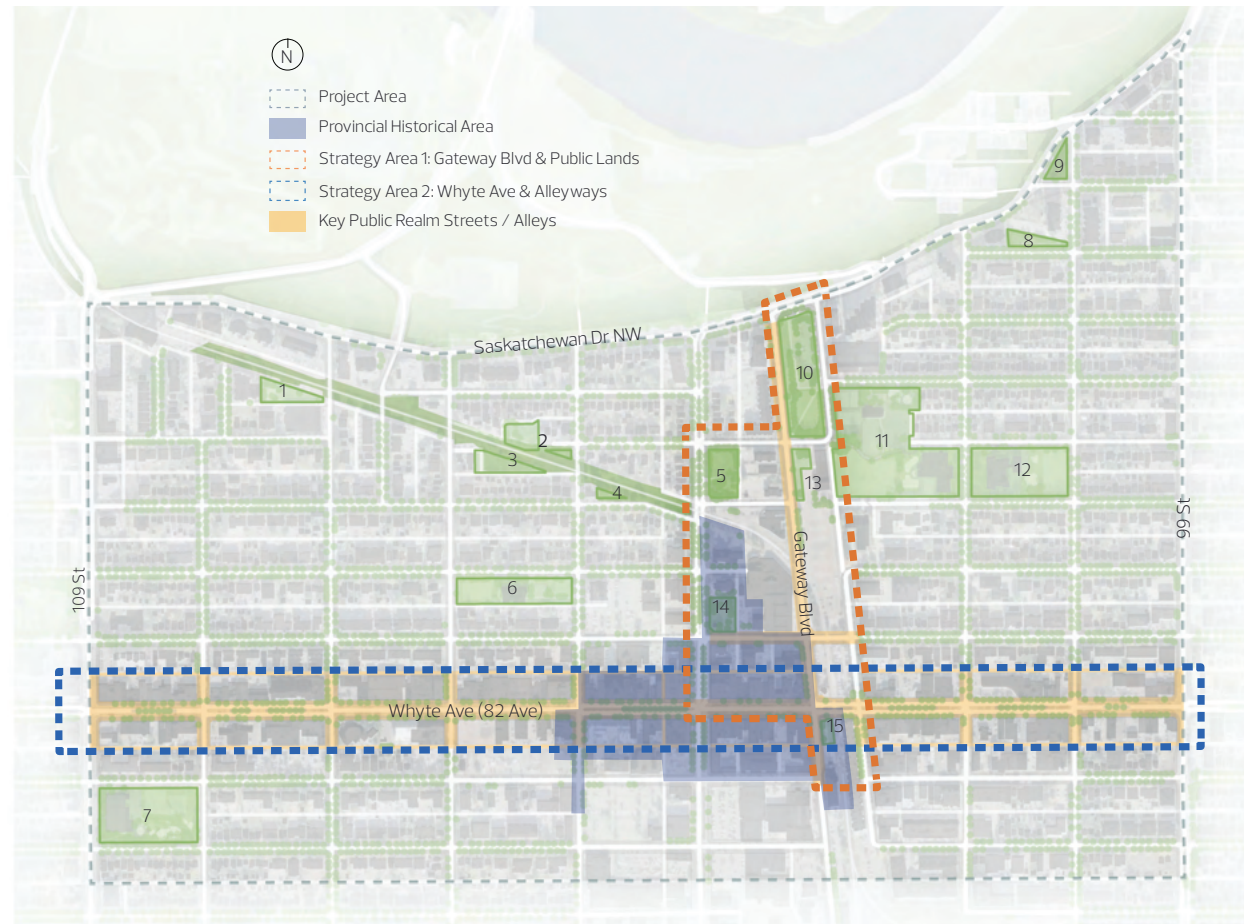 N
Project Area
Provincial Historical Area
Strategy Area 1: Gateway Blvd & Public Lands
Strategy Area 2: Whyte Ave & Alleyways
Key Public Realm Streets / Alleys
9
8
Saskatchewan Dr NW
10
1
2
11
3
12
5
13
4
99 St
Gateway Blvd
109 St
6
14
Whyte Ave (82 Ave)
15
7